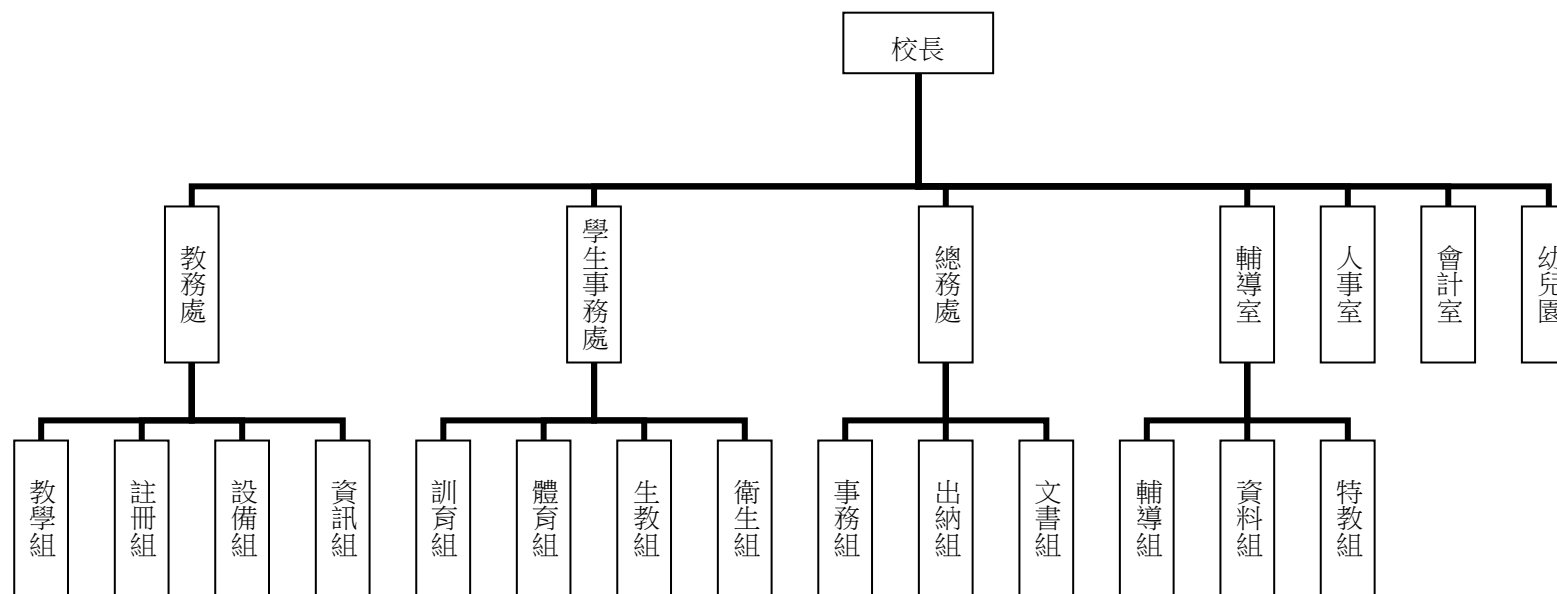 校長
教務處
學生事務處
總務處
輔導室
人事室
會計室
幼兒園
教學組
註冊組
設備組
資訊組
訓育組
體育組
生教組
衛生組
事務組
出納組
文書組
輔導組
資料組
特教組